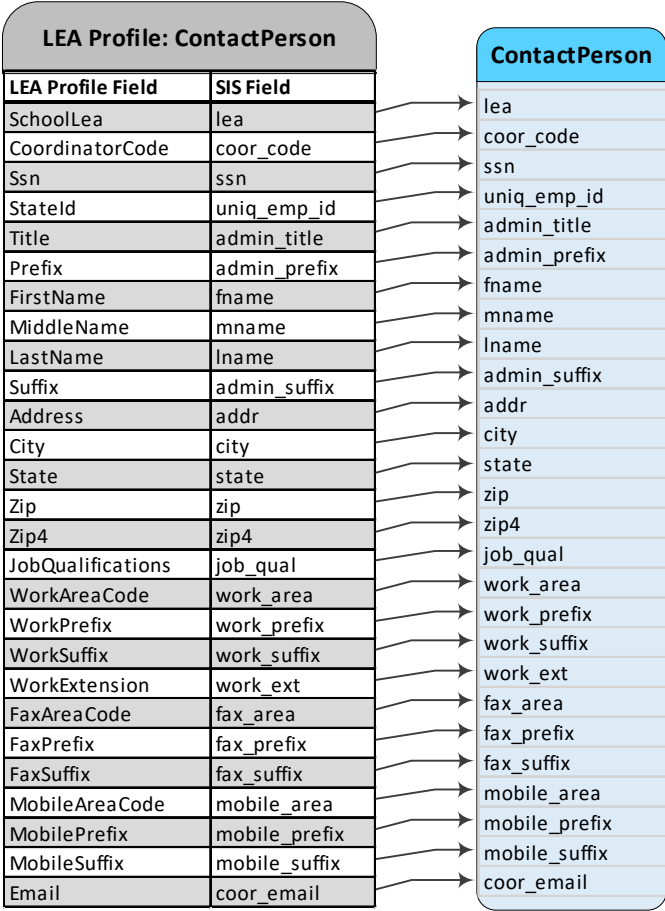 LEA Profile: ContactPerson
LEA Profile Field SIS Field
SchoolLea lea
CoordinatorCode coor_code
Ssn ssn
StateId uniq_emp_id
Title admin_title
Prefix admin_prefix
FirstName fname
MiddleName mname
LastName lname
Suffix admin_suffix
Address addr
City city
State state
Zip zip
Zip4 zip4
JobQualifications job_qual
WorkAreaCode work_area
WorkPrefix work_prefix
WorkSuffix work_suffix
WorkExtension work_ext
FaxAreaCode fax_area
FaxPrefix fax_prefix
FaxSuffix fax_suffix
MobileAreaCode mobile_area
MobilePrefix mobile_prefix
MobileSuffix mobile_suffix
Email coor_email
ContactPerson
lea
coor_code
ssn
uniq_emp_id
admin_title
admin_prefix
fname
mname
lname
admin_suffix
addr
city
state
zip
zip4
job_qual
work_area
work_prefix
work_suffix
work_ext
fax_area
fax_prefix
fax_suffix
mobile_area
mobile_prefix
mobile_suffix
coor_email